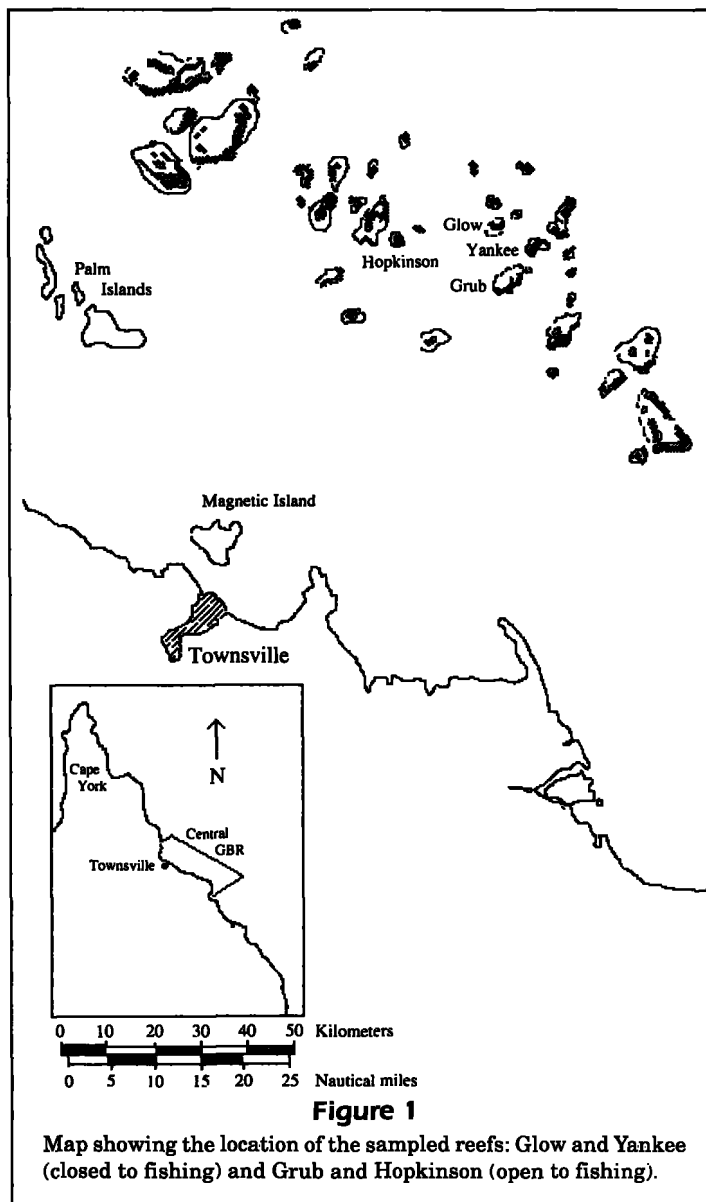 Glow
Yankee
Hopkinson
Grub
Palm
Islands
Magnetic Island
Townsville
Cape
York
N
Central
GBR
Townsville
0 10 20 30 40 50 Kilometers
0 5 10 15 20 25 Nautical miles
Figure 1
Map showing the location of the sampled reefs: Glow and Yankee
(closed to fishing) and Grub and Hopkinson (open to fishing).